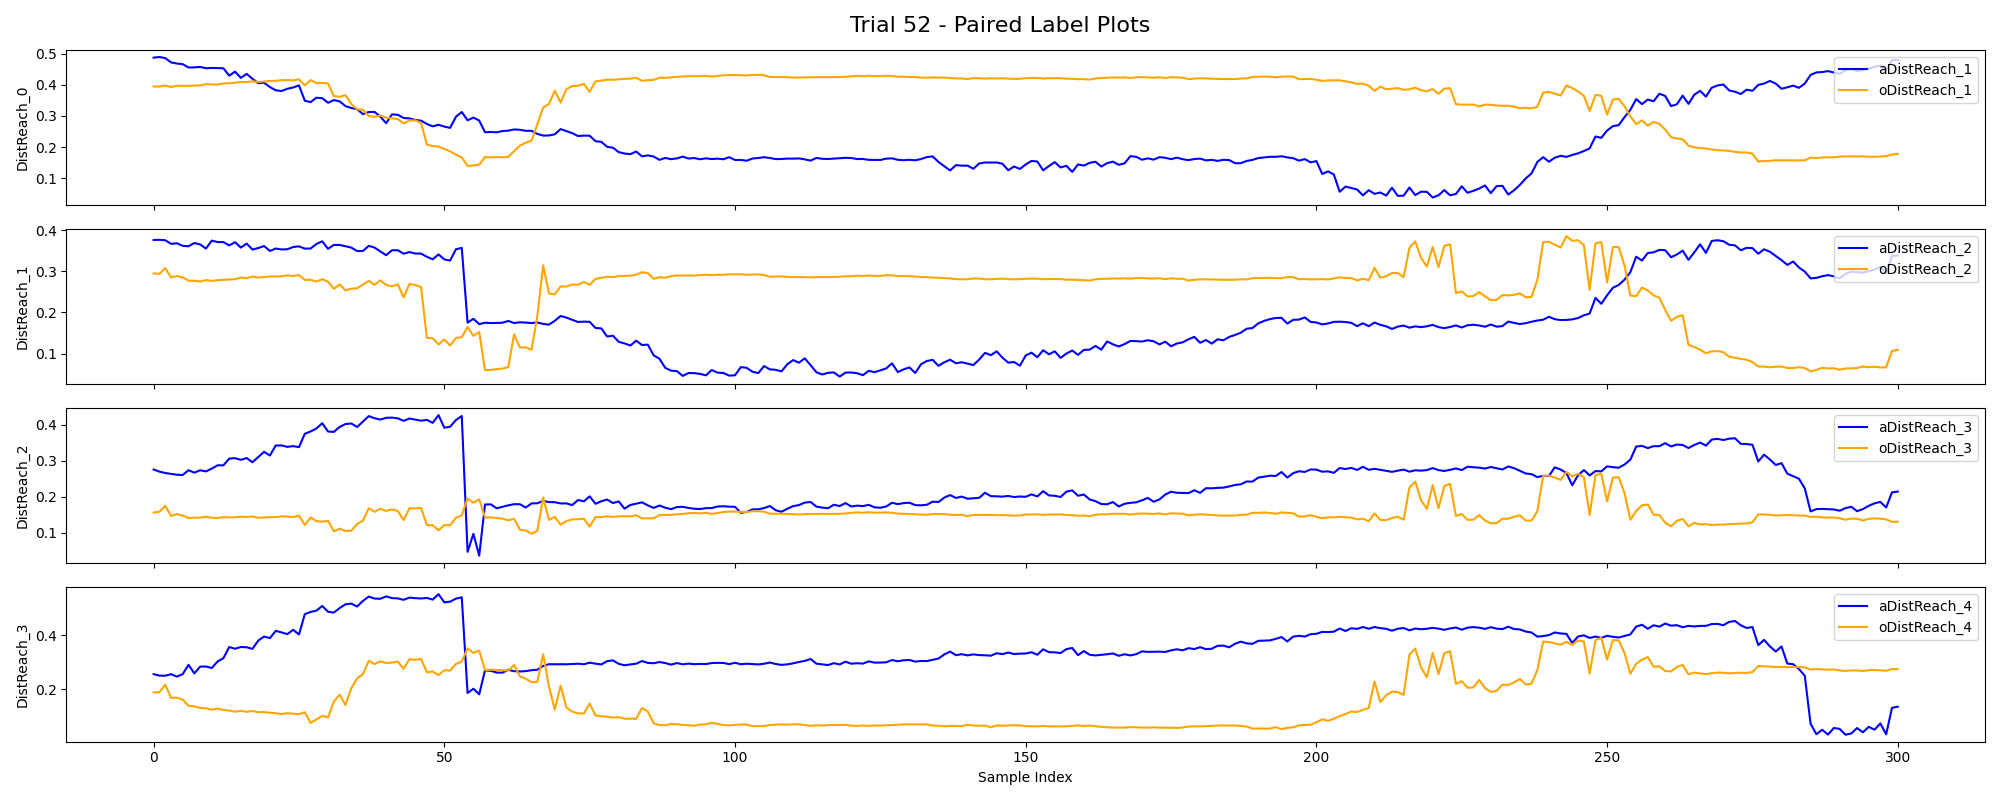 Trial 52 - Paired Label Plots
DistReach_0
0.5
0.4
0.3
0.2
0.1
aDistReach_1
oDistReach_1
DistReach_1
0.4
0.3
0.2
0.1
aDistReach_2
oDistReach_2
DistReach_2
0.4
0.3
0.2
0.1
aDistReach_3
oDistReach_3
DistReach_3
0.4
0.2
aDistReach_4
oDistReach_4
0 50 100 150 200 250 300
Sample Index